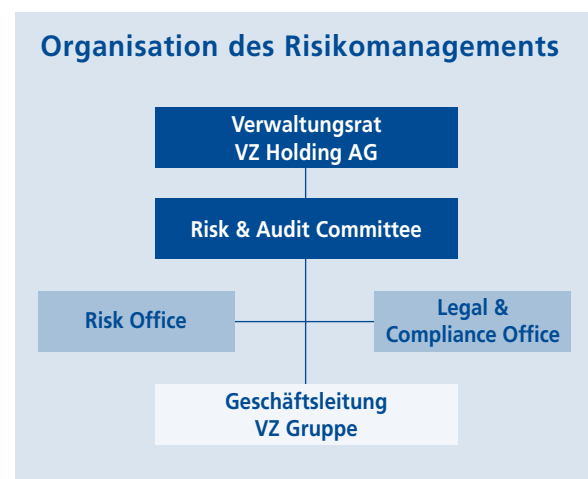 Organisation des Risikomanagements
Verwaltungsrat
VZ Holding AG
Risk & Audit Committee
Risk Office
Legal &
Compliance Office
Geschäftsleitung
VZ Gruppe